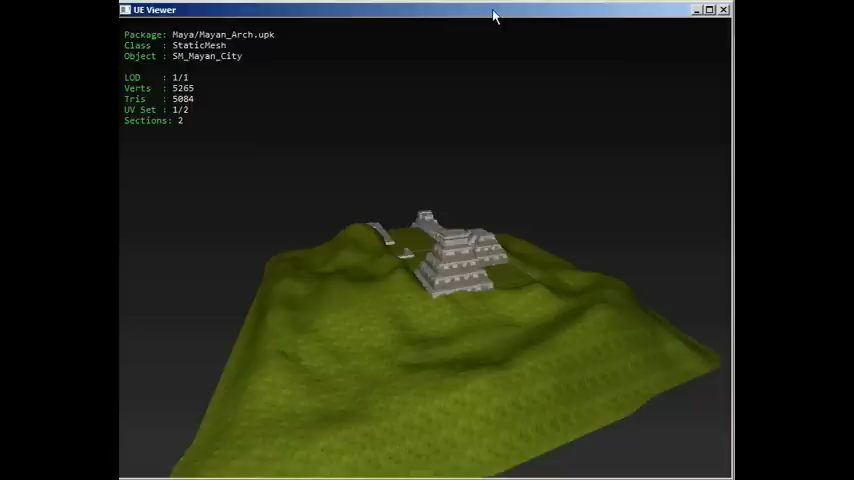 UE Viewer
Package: Maya/Mayan_Arch.upk
Class : StaticMesh
Object : SM_Mayan_City
LOD : 1/1
Verts : 5265
Tris : 5084
UV Set : 1/2
Sections: 2